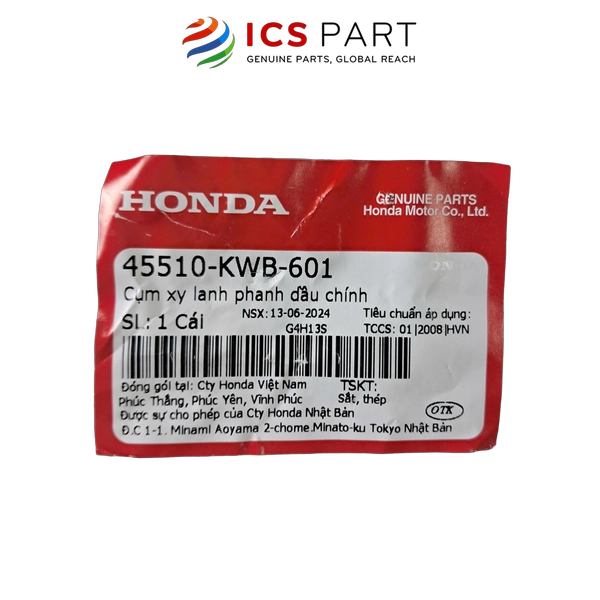 ICS PART
GENUINE PARTS, GLOBAL REACH
HONDA
GENUINE PARTS
Honda Motor Co., Ltd.
45510-KWB-601
Cụm xy lanh phanh dầu chính
SL: 1 Cái
NSX: 13-06-2024
Tiêu chuẩn áp dụng:
G4H13S
TCCS: 01|2008|HVN
Đóng gói tại: Cty Honda Việt Nam
TSKT:
Phúc Thắng, Phúc Yên, Vĩnh Phúc
Sắt, thép
Được sự cho phép của Cty Honda Nhật Bản
OTK
Đ.C 1-1. Minami Aoyama 2-chome.Minato-ku Tokyo Nhật Bản